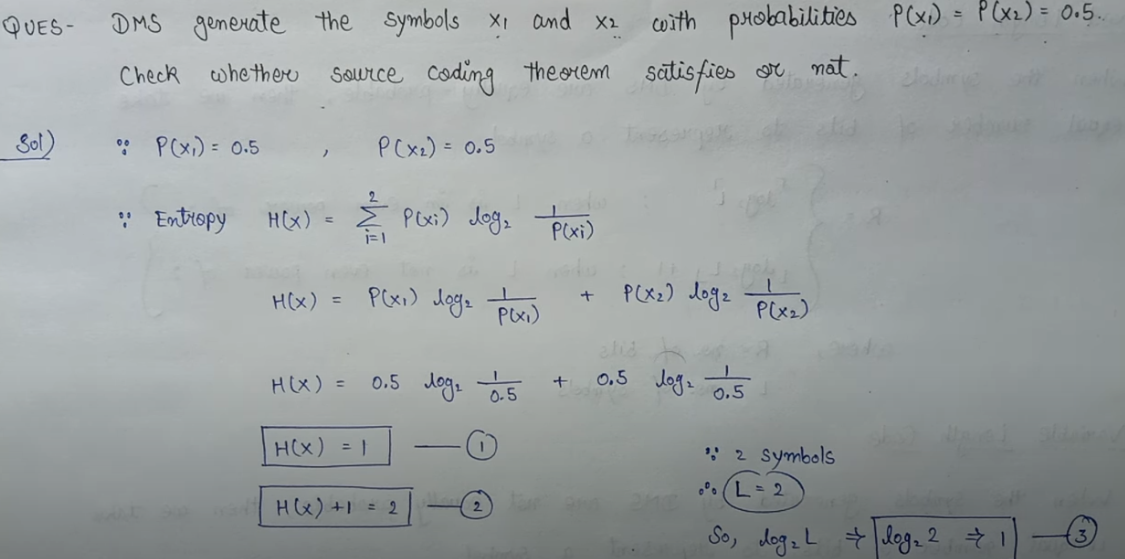 QUES- DMS generate the symbols x₁ and x₂ with probabilities P(x₁) = P(x₂) = 0.5.
Check whether source coding theorem satisfies or not.
Sol) ∵ P(x₁) = 0.5 , P(x₂) = 0.5
∵ Entropy H(x) = ∑_{i=1}^{2} P(xi) log₂ 1/P(xi)
H(x) = P(x₁) log₂ 1/P(x₁) + P(x₂) log₂ 1/P(x₂)
H(x) = 0.5 log₂ 1/0.5 + 0.5 log₂ 1/0.5
H(x) = 1 — ①
∵ 2 symbols
H(x) +1 = 2 — ②
∴ L = 2
So, log₂ L ⇒ log₂ 2 ⇒ 1 — ③